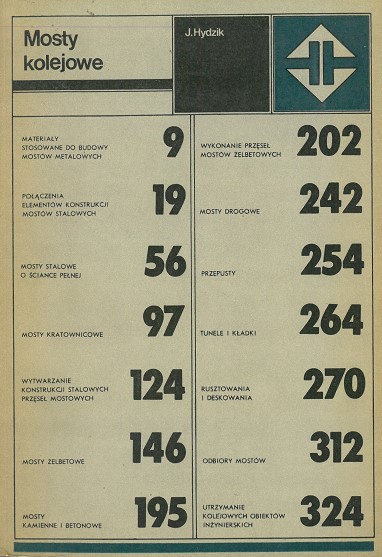 Mosty
kolejowe
J. Hydzik
MATERIAŁY
STOSOWANE DO BUDOWY
MOSTÓW METALOWYCH
9
POŁĄCZENIA
ELEMENTÓW KONSTRUKCJI
MOSTÓW STALOWYCH
19
MOSTY STALOWE
O ŚCIANCE PEŁNEJ
56
MOSTY KRATOWNICOWE
97
WYTWARZANIE
KONSTRUKCJI STALOWYCH
PRZĘSEŁ MOSTOWYCH
124
MOSTY ŻELBETOWE
146
MOSTY
KAMIENNE I BETONOWE
195
WYKONANIE PRZĘSEŁ
MOSTÓW ŻELBETOWYCH
202
MOSTY DROGOWE
242
PRZEPUSTY
254
TUNELE I KŁADKI
264
RUSZTOWANIA
I DESKOWANIA
270
ODBIORY MOSTÓW
312
UTRZYMANIE
KOLEJOWYCH OBIEKTÓW
INŻYNIERSKICH
324